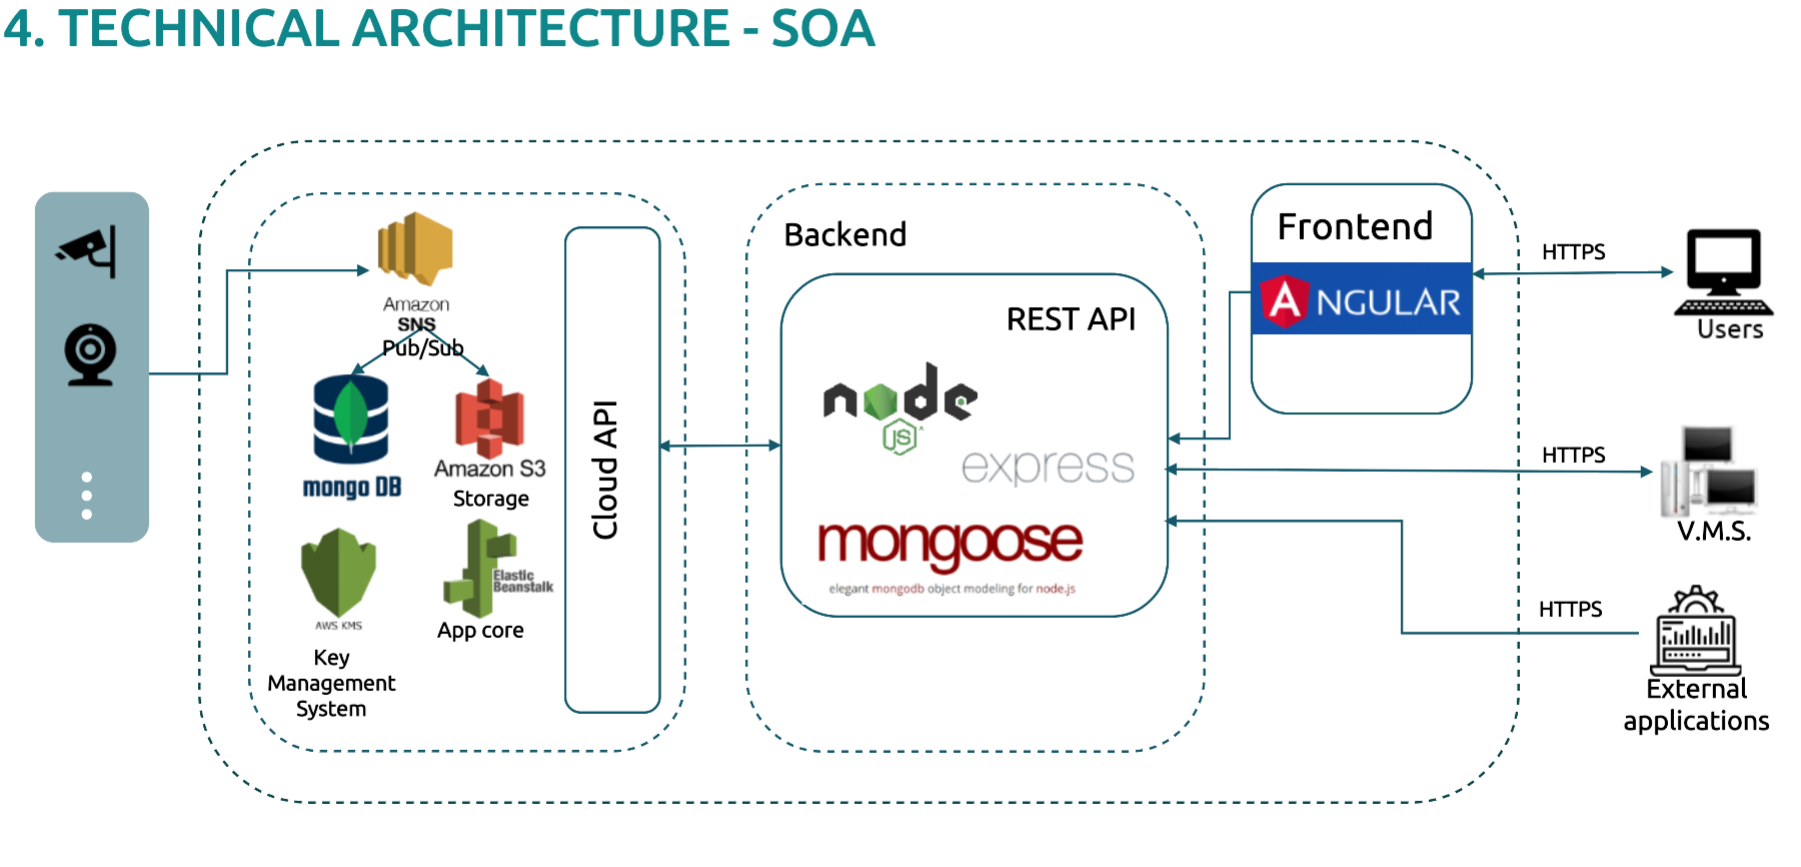 4. TECHNICAL ARCHITECTURE - SOA
Amazon
SNS
Pub/Sub
mongo DB
Amazon S3
Storage
AWS KMS
Key
Management
System
Elastic
Beanstalk
App core
Cloud API
Backend
REST API
node
JS
express
mongoose
elegant mongodb object modeling for node.js
Frontend
ANGULAR
HTTPS
Users
HTTPS
V.M.S.
HTTPS
External
applications